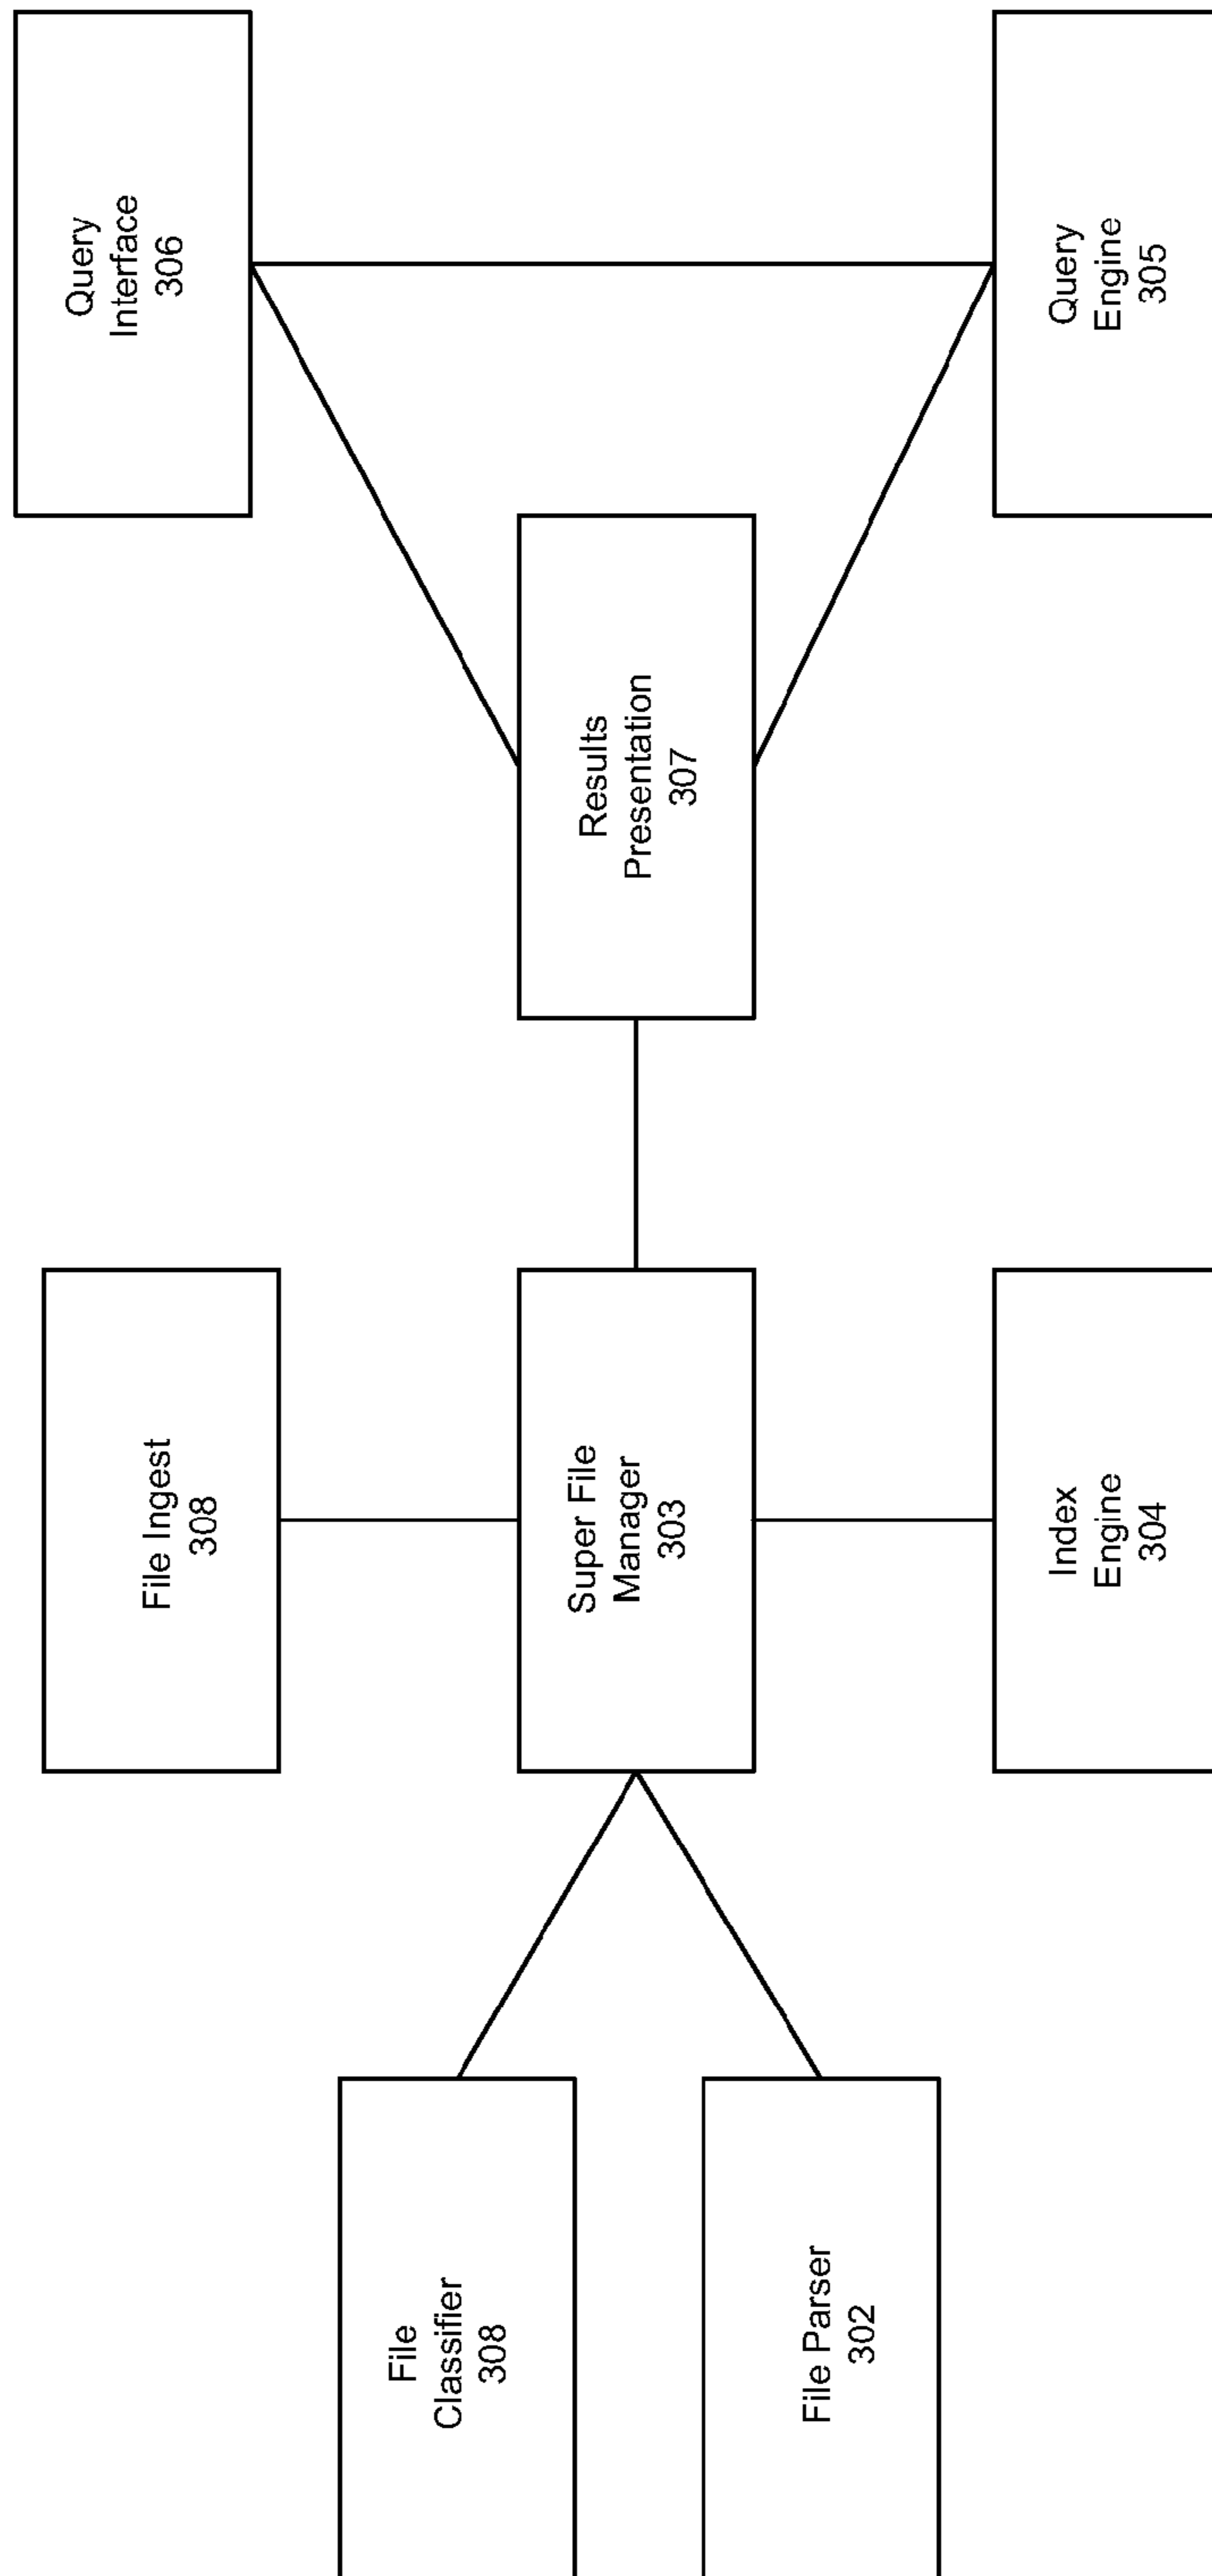 File
Classifier
308
File Parser
302
File Ingest
308
Super File
Manager
303
Index
Engine
304
Results
Presentation
307
Query
Interface
306
Query
Engine
305